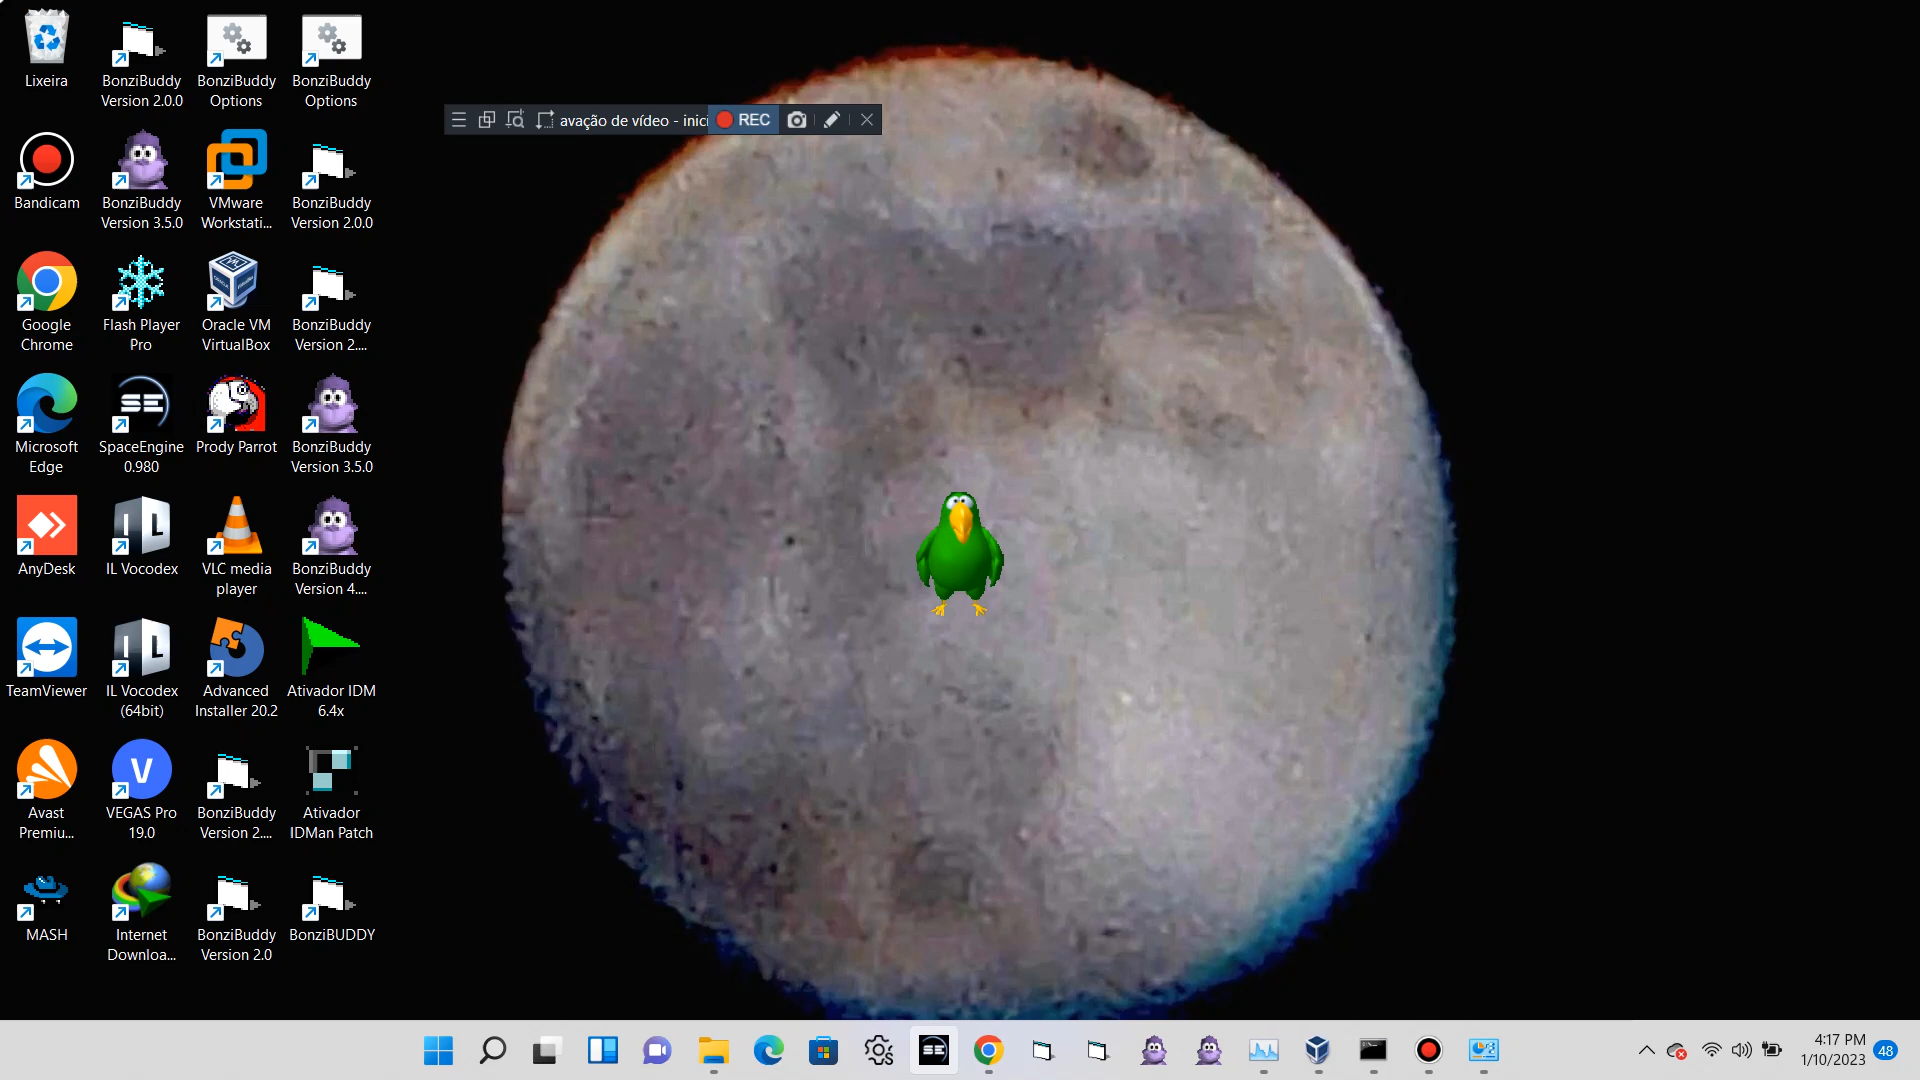 Lixeira
BonziBuddy
Version 2.0.0
BonziBuddy
Options
BonziBuddy
Options
avação de vídeo - inici
REC
Bandicam
BonziBuddy
Version 3.5.0
VMware
Workstati...
BonziBuddy
Version 2.0.0
Google
Chrome
Flash Player
Pro
Oracle VM
VirtualBox
BonziBuddy
Version 2....
SE
Microsoft
Edge
SpaceEngine
0.980
Prody Parrot
BonziBuddy
Version 3.5.0
I L
AnyDesk
IL Vocodex
VLC media
player
BonziBuddy
Version 4....
I L
TeamViewer
IL Vocodex
(64bit)
Advanced
Installer 20.2
Ativador IDM
6.4x
V
Avast
Premiu...
VEGAS Pro
19.0
BonziBuddy
Version 2....
Ativador
IDMan Patch
MASH
Internet
Downloa...
BonziBuddy
Version 2.0
BonziBUDDY
SE
4:17 PM
1/10/2023
48